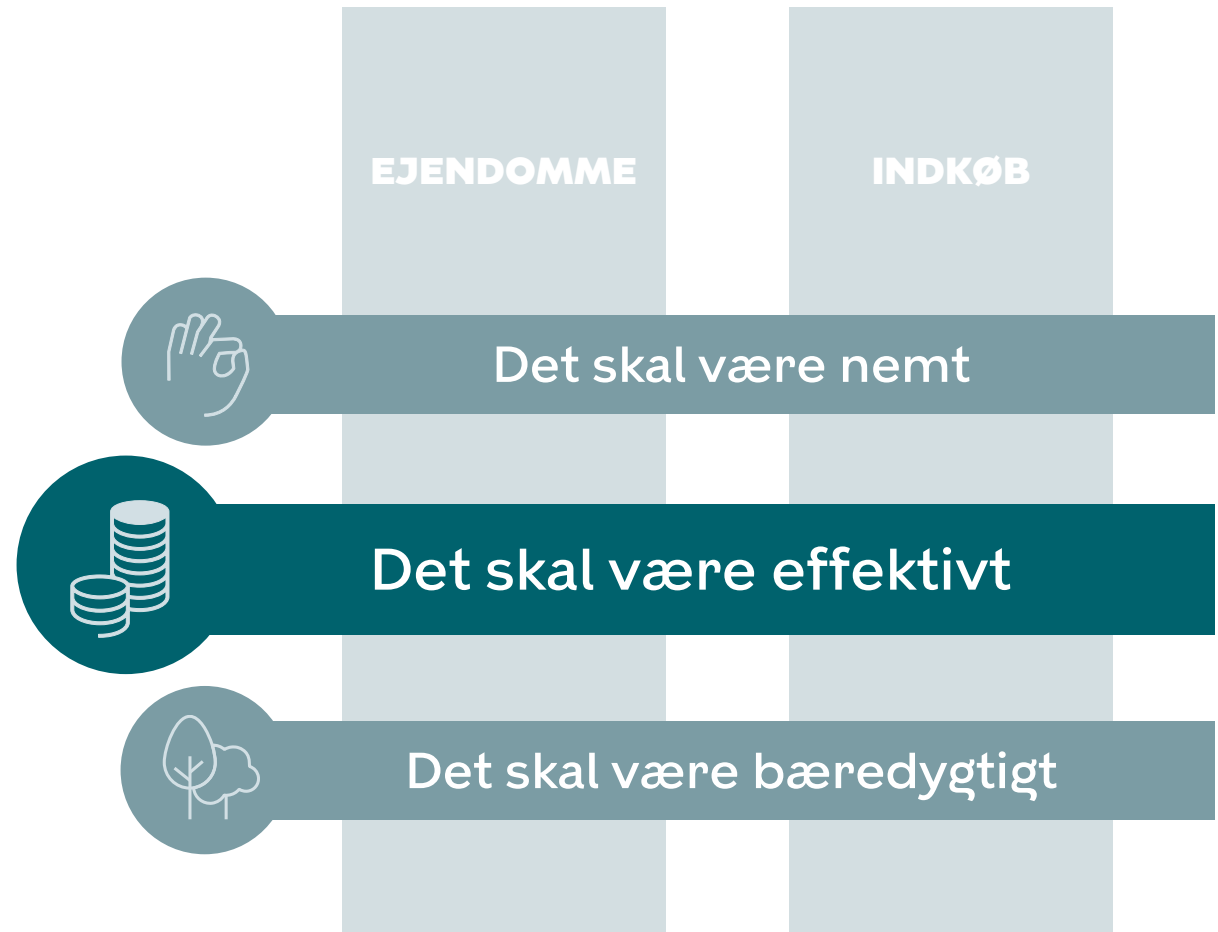 EJENDOMME
INDKØB
Det skal være nemt
Det skal være effektivt
Det skal være bæredygtigt